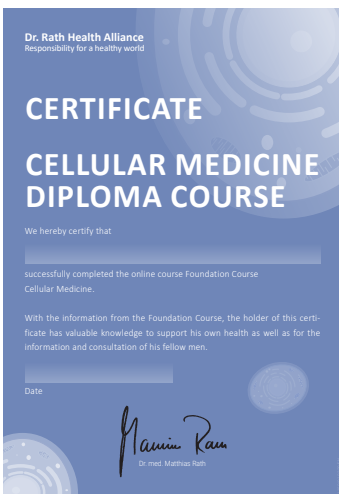 Dr. Rath Health Alliance
Responsibility for a healthy world
CERTIFICATE
CELLULAR MEDICINE
DIPLOMA COURSE
We hereby certify that
successfully completed the online course Foundation Course
Cellular Medicine.
With the information from the Foundation Course, the holder of this certi-
ficate has valuable knowledge to support his own health as well as for the
information and consultation of his fellow men.
Date
Dr. med. Matthias Rath